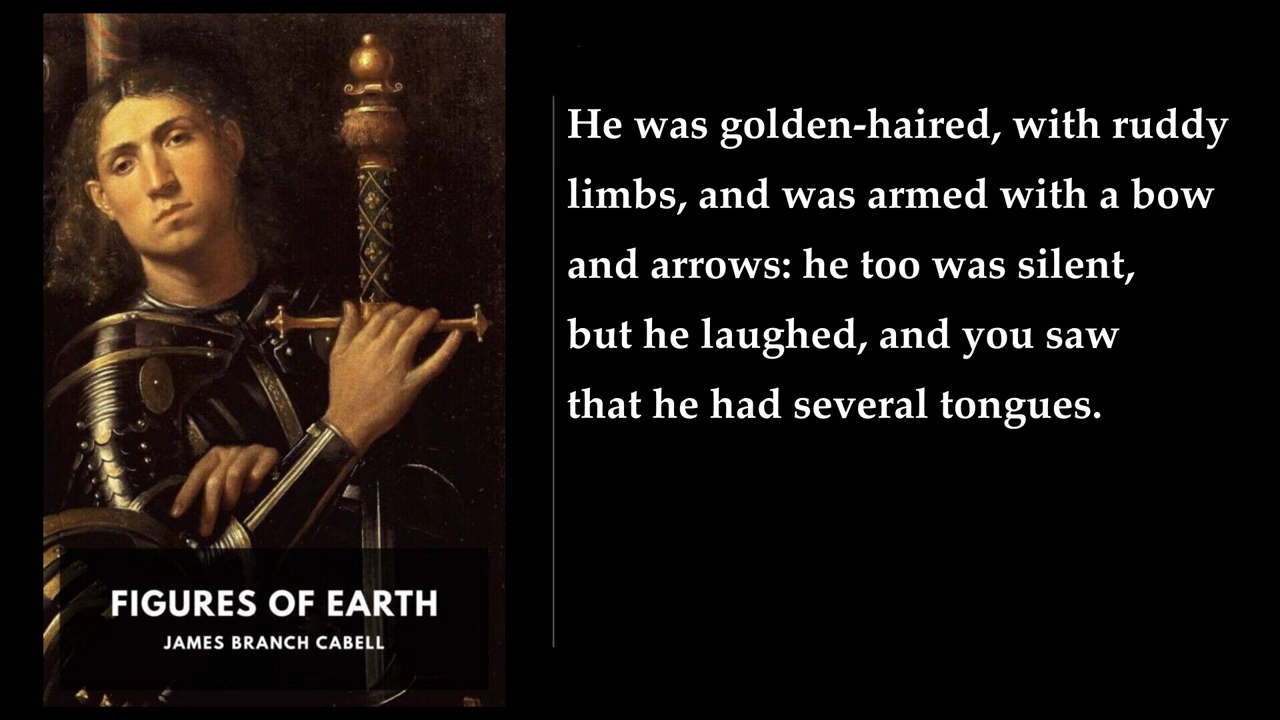 He was golden-haired, with ruddy
limbs, and was armed with a bow
and arrows: he too was silent,
but he laughed, and you saw
that he had several tongues.
FIGURES OF EARTH
JAMES BRANCH CABELL